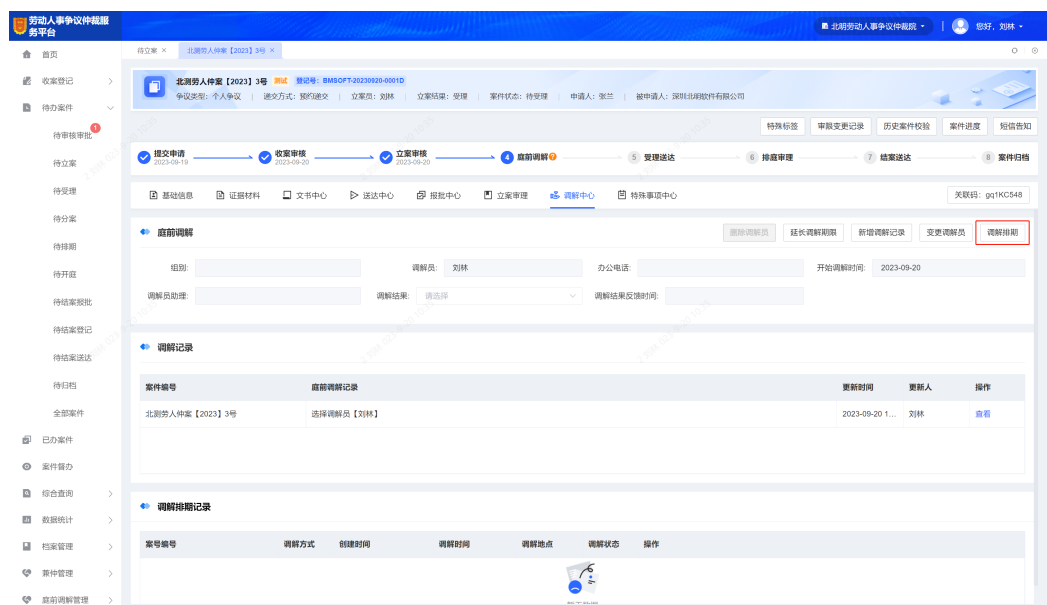 劳动人事争议仲裁服
务平台
北明劳动人事争议仲裁院
您好，刘林
首页
收案登记
待办案件
待审核审批 1
待立案
待受理
待分案
待排期
待开庭
待结案报批
待结案登记
待结案送达
待归档
全部案件
已办案件
案件督办
综合查询
数据统计
档案管理
兼仲管理
庭前调解管理
待立案 × 北测劳人仲案【2023】3号 ×
北测劳人仲案【2023】3号 测试 登记号：BMSOFT-20230920-0001D
争议类型：个人争议 | 递交方式：预约递交 | 立案员：刘林 | 立案结果：受理 | 案件状态：待受理 | 申请人：张兰 | 被申请人：深圳北明软件有限公司
特殊标签 审限变更记录 历史案件校验 案件进度 短信告知
提交申请 收案审核 立案审核 4 庭前调解 5 受理送达 6 排庭审理 7 结案送达 8 案件归档
2023-09-19 2023-09-20 2023-09-20
基础信息 证据材料 文书中心 送达中心 报批中心 立案审理 调解中心 特殊事项中心 关联码：gq1KC548
庭前调解 删除调解员 延长调解期限 新增调解记录 变更调解员 调解排期
组别： 调解员： 刘林 办公电话： 开始调解时间： 2023-09-20
调解员助理： 调解结果： 请选择 调解结果反馈时间：
调解记录
案件编号 庭前调解记录 更新时间 更新人 操作
北测劳人仲案【2023】3号 选择调解员【刘林】 2023-09-20 1... 刘林 查看
调解排期记录
案号编号 调解方式 创建时间 调解时间 调解地点 调解状态 操作